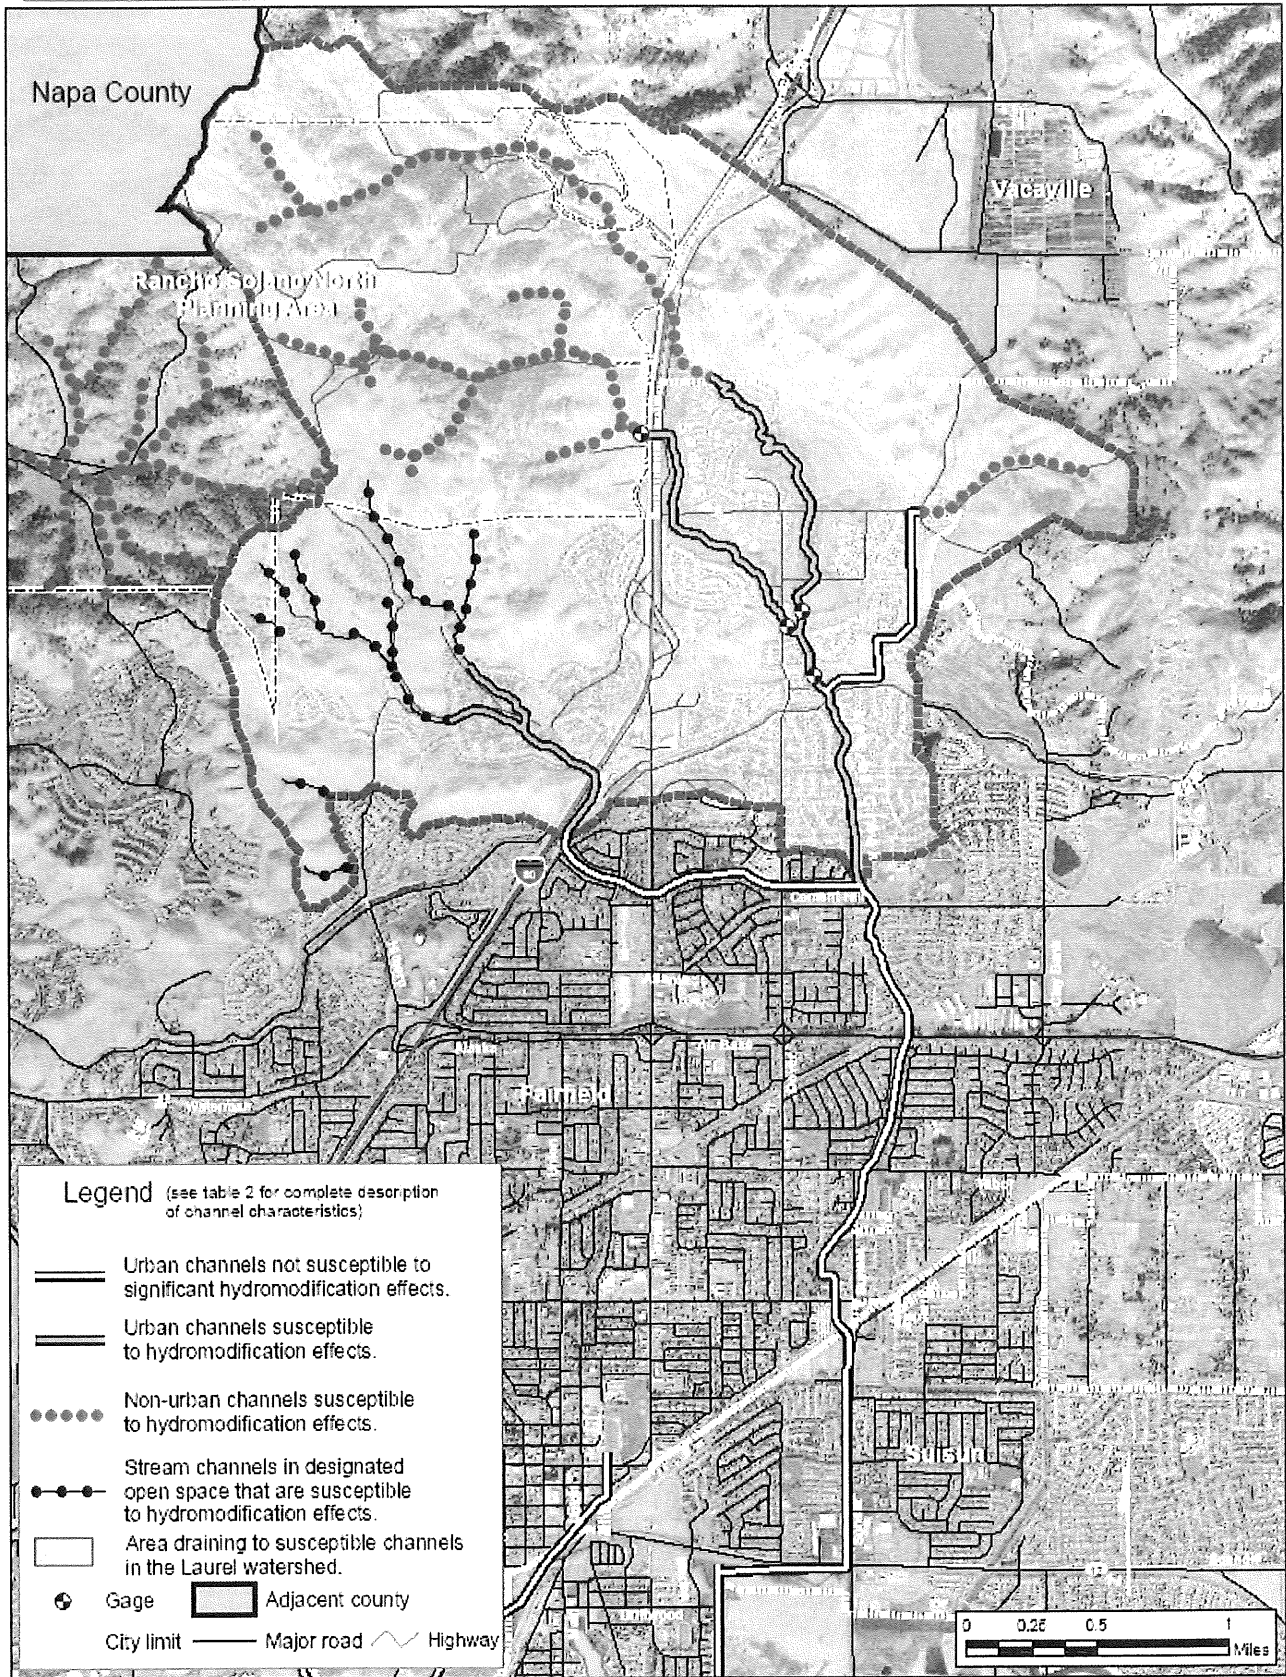 Napa County
Vacaville
Rancho Solano North
Planning Area
80
Air Base
Fairfield
Suisun
Legend (see table 2 for complete description
of channel characteristics)
Urban channels not susceptible to
significant hydromodification effects.
Urban channels susceptible
to hydromodification effects.
Non-urban channels susceptible
to hydromodification effects.
Stream channels in designated
open space that are susceptible
to hydromodification effects.
Area draining to susceptible channels
in the Laurel watershed.
Gage
Adjacent county
City limit
Major road
Highway
0 0.25 0.5 1
Miles